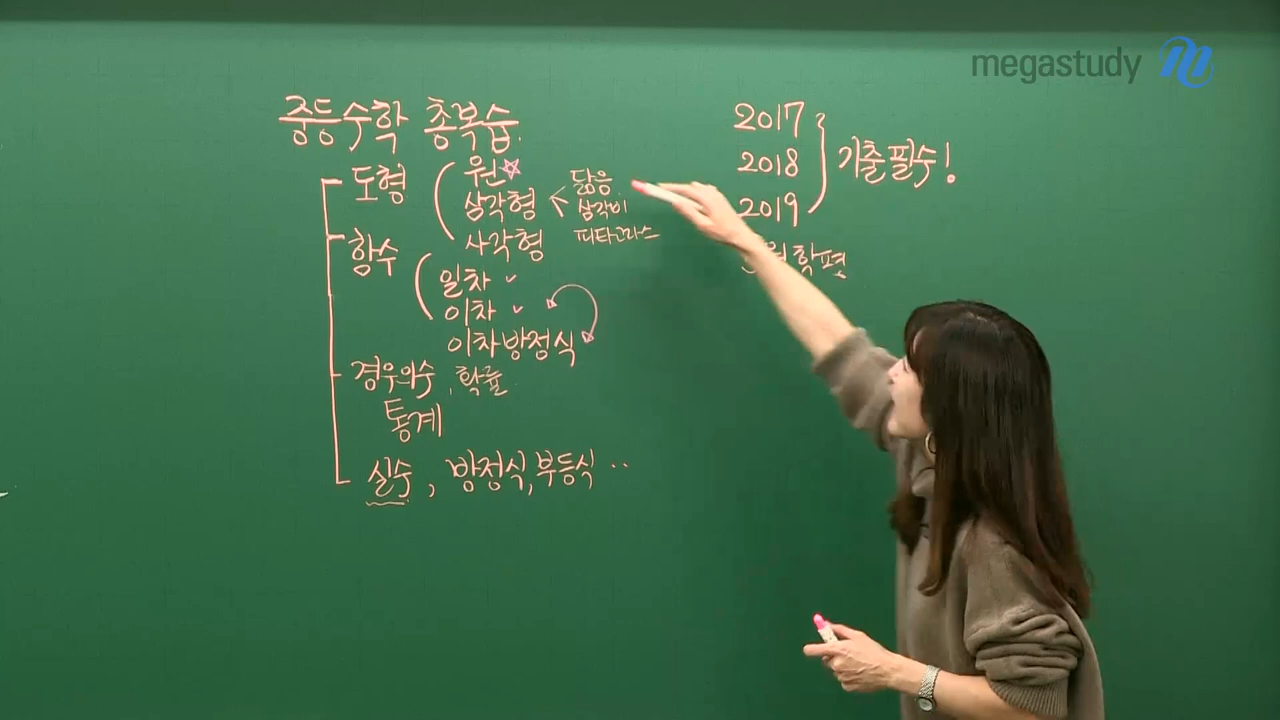 megastudy
중등수학 총복습.
도형
원☆
삼각형 < 닮음
삼각비
피타고라스
사각형
함수
일차 ✓
이차 ✓
이차방정식
경우의수, 확률
통계
실수, 방정식, 부등식 ..
2017
2018
2019
기출필수!
학평